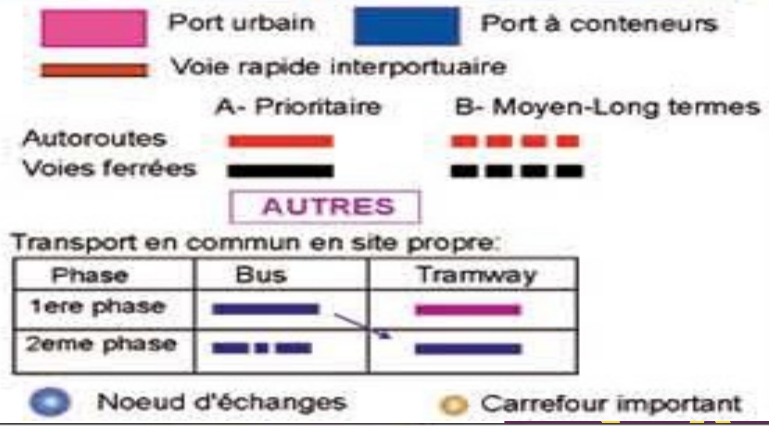 Port urbain Port à conteneurs
Voie rapide interportuaire
A- Prioritaire B- Moyen-Long termes
Autoroutes
Voies ferrées
AUTRES
Transport en commun en site propre:
Phase Bus Tramway
1ere phase
2eme phase
Noeud d'échanges Carrefour important